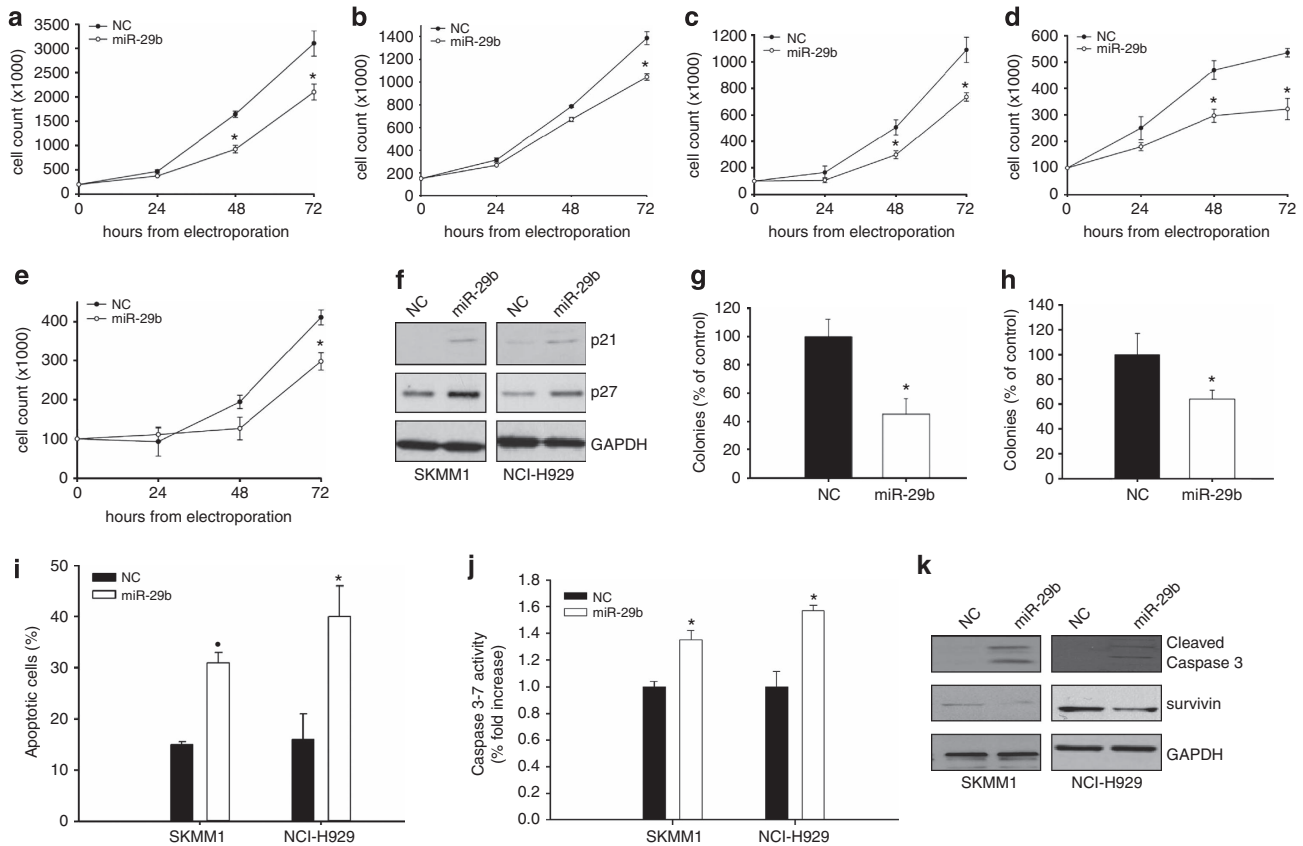 a
NC
miR-29b
3500
3000
2500
2000
1500
1000
500
0
cell count (x1000)
*
*
0 24 48 72
hours from electroporation
b
NC
miR-29b
1400
1200
1000
800
600
400
200
0
cell count (x1000)
*
0 24 48 72
hours from electroporation
c
NC
miR-29b
1200
1000
800
600
400
200
0
cell count (x1000)
*
*
0 24 48 72
hours from electroporation
d
NC
miR-29b
600
500
400
300
200
100
0
cell count (x1000)
*
*
0 24 48 72
hours from electroporation
e
NC
miR-29b
400
300
200
100
0
cell count (x1000)
*
0 24 48 72
hours from electroporation
f
NC miR-29b NC miR-29b
p21
p27
GAPDH
SKMM1 NCI-H929
g
120
100
80
60
40
20
0
Colonies (% of control)
*
NC miR-29b
h
140
120
100
80
60
40
20
0
Colonies (% of control)
*
NC miR-29b
i
NC
miR-29b
50
40
30
20
10
0
Apoptotic cells (%)
*
SKMM1 NCI-H929
j
NC
miR-29b
1.8
1.6
1.4
1.2
1.0
0.8
0.6
0.4
0.2
0.0
Caspase 3-7 activity
(% fold increase)
*
*
SKMM1 NCI-H929
k
NC miR-29b NC miR-29b
Cleaved
Caspase 3
survivin
GAPDH
SKMM1 NCI-H929